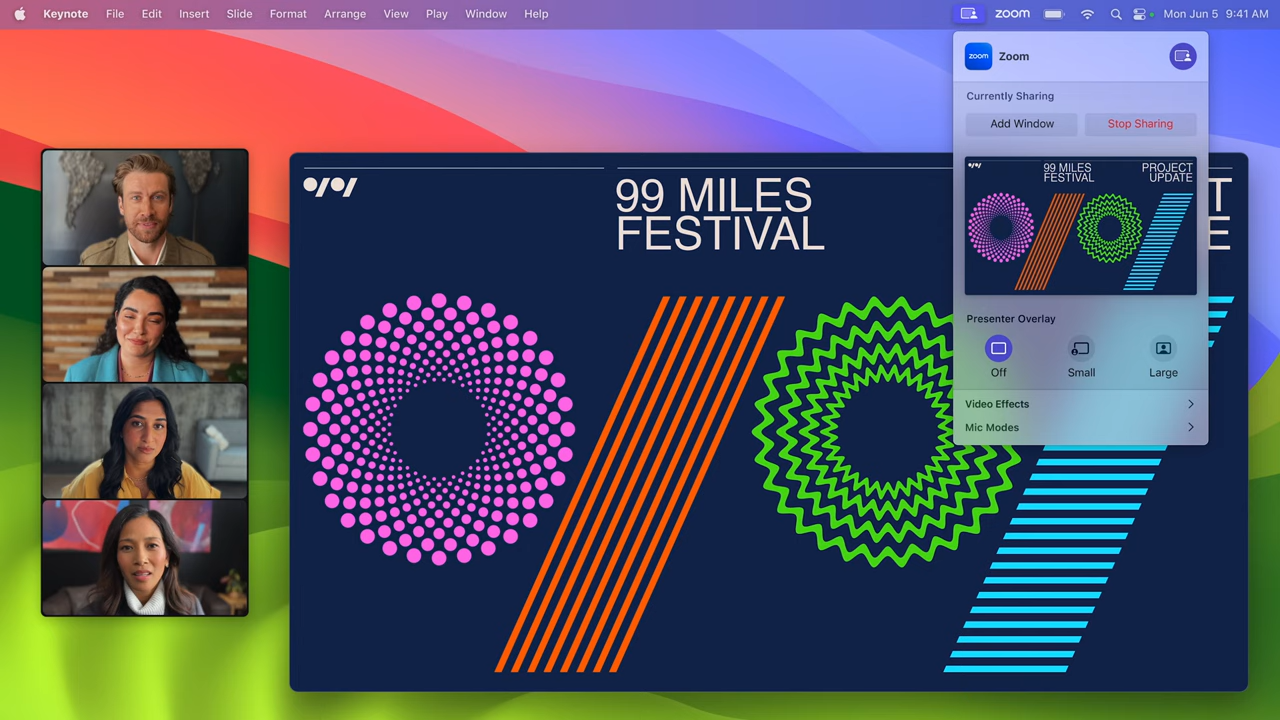 Keynote File Edit Insert Slide Format Arrange View Play Window Help zoom Mon Jun 5 9:41 AM
zoom Zoom
Currently Sharing
Add Window Stop Sharing
99 MILES
FESTIVAL
PROJECT
UPDATE
Presenter Overlay
Off Small Large
Video Effects
Mic Modes
99 MILES
FESTIVAL
T
E